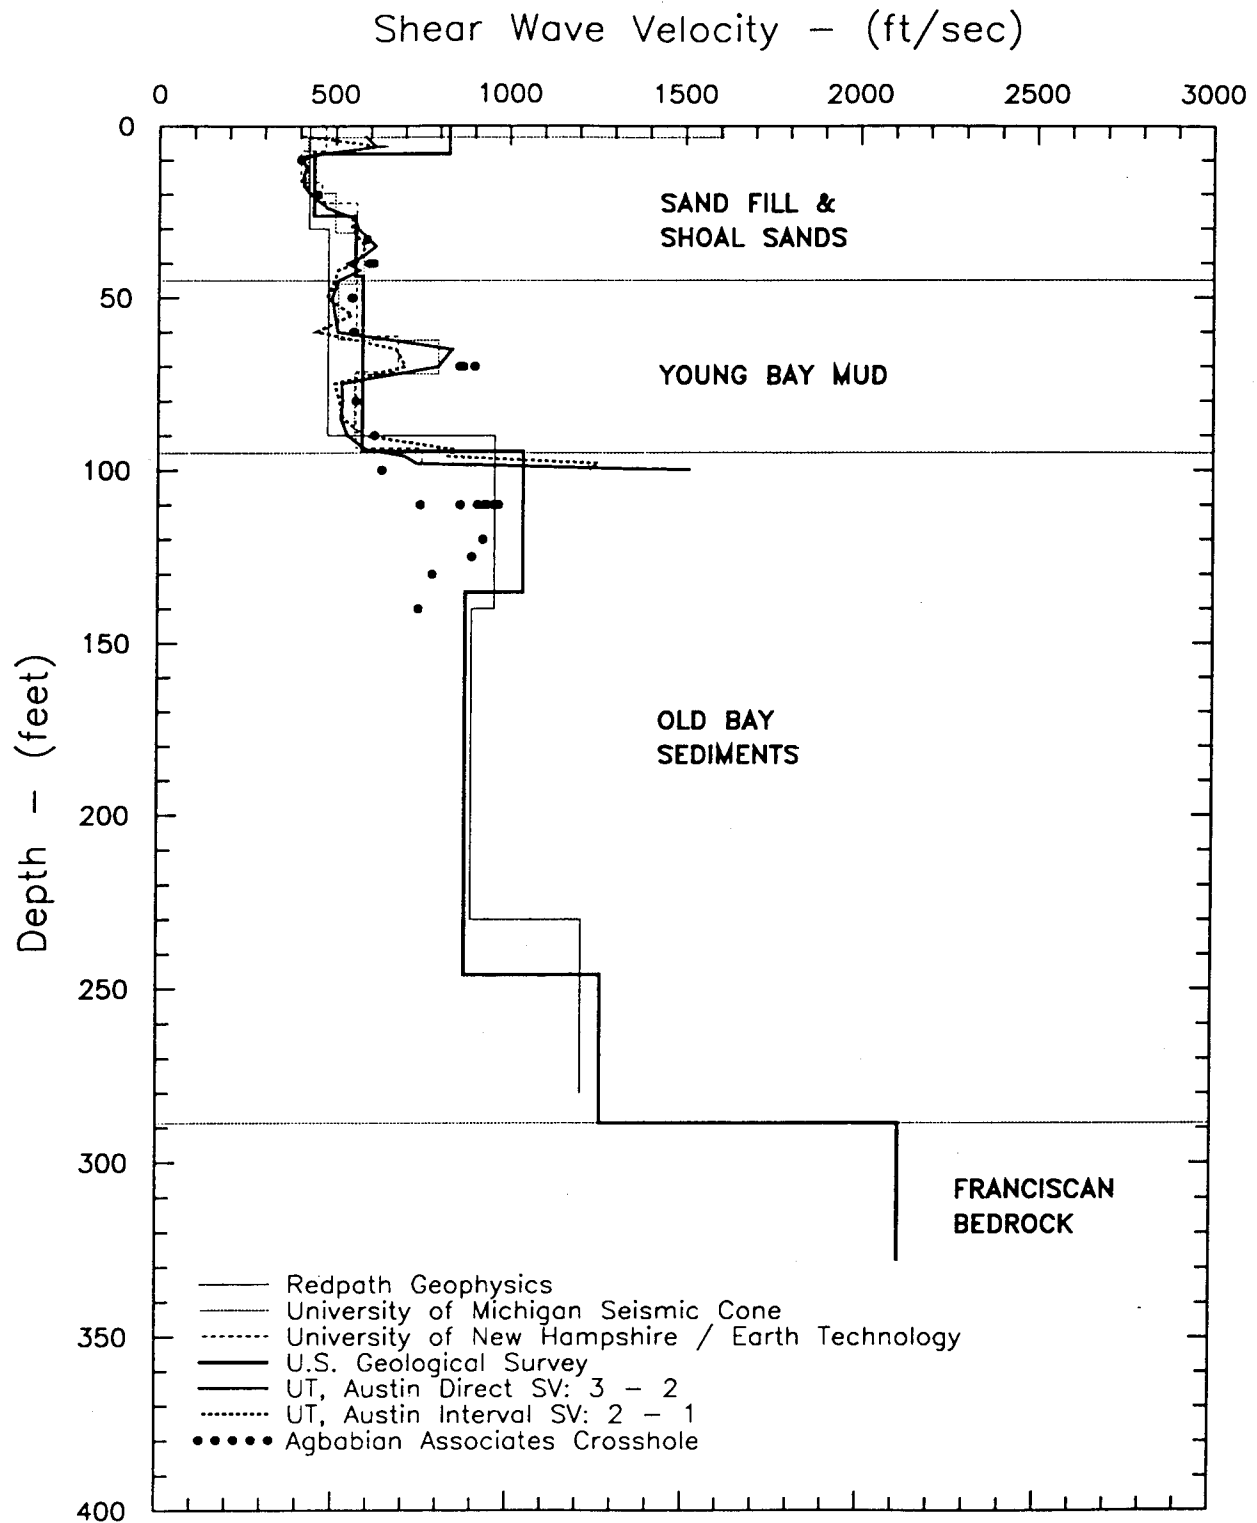 Shear Wave Velocity – (ft/sec)
0 500 1000 1500 2000 2500 3000
0
50
100
150
200
250
300
350
400
Depth – (feet)
SAND FILL &
SHOAL SANDS
YOUNG BAY MUD
OLD BAY
SEDIMENTS
FRANCISCAN
BEDROCK
Redpath Geophysics
University of Michigan Seismic Cone
University of New Hampshire / Earth Technology
U.S. Geological Survey
UT, Austin Direct SV: 3 – 2
UT, Austin Interval SV: 2 – 1
Agbabian Associates Crosshole